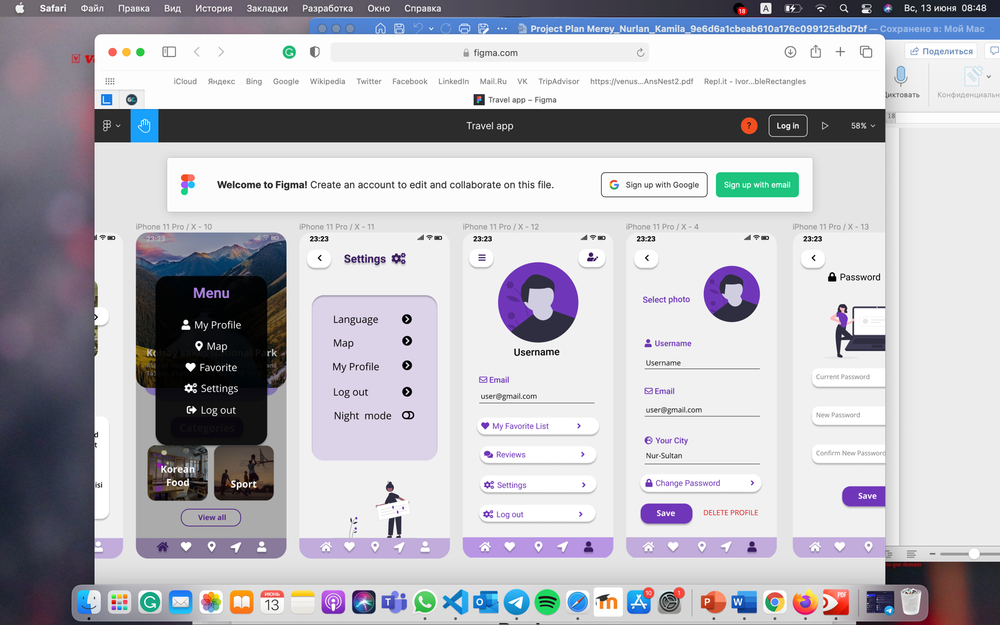 Safari Файл Правка Вид История Закладки Разработка Окно Справка
18 A Вс, 13 июня 08:48
Project Plan Merey_Nurlan_Kamila_9e6d6a1cbeab610a176c099125dbd7bf — Сохранено в: Мой Mac
figma.com
Поделиться
iCloud Яндекс Bing Google Wikipedia Twitter Facebook LinkedIn Mail.Ru VK TripAdvisor https://venus...AnsNest2.pdf Repl.it - Ivor...bleRectangles
Диктовать
Конфиденциальн
Travel app – Figma
18
Travel app
?
Log in
58%
Welcome to Figma! Create an account to edit and collaborate on this file.
Sign up with Google
Sign up with email
iPhone 11 Pro / X - 10
iPhone 11 Pro / X - 11
iPhone 11 Pro / X - 12
iPhone 11 Pro / X - 4
iPhone 11 Pro / X - 13
d
t
isi
23:23
Menu
My Profile
Map
Kolsay Lakes National Park
Favorite
Settings
Log out
Categories
Korean
Food
Sport
View all
23:23
Settings
Language
Map
My Profile
Log out
Night mode
23:23
Username
Email
user@gmail.com
My Favorite List
Reviews
Settings
Log out
23:23
Select photo
Username
Username
Email
user@gmail.com
Your City
Nur-Sultan
Change Password
Save
DELETE PROFILE
23:23
Password
Current Password
New Password
Confirm New Password
Save
ns que demain
ИЮНЬ
13
10
1
PDF